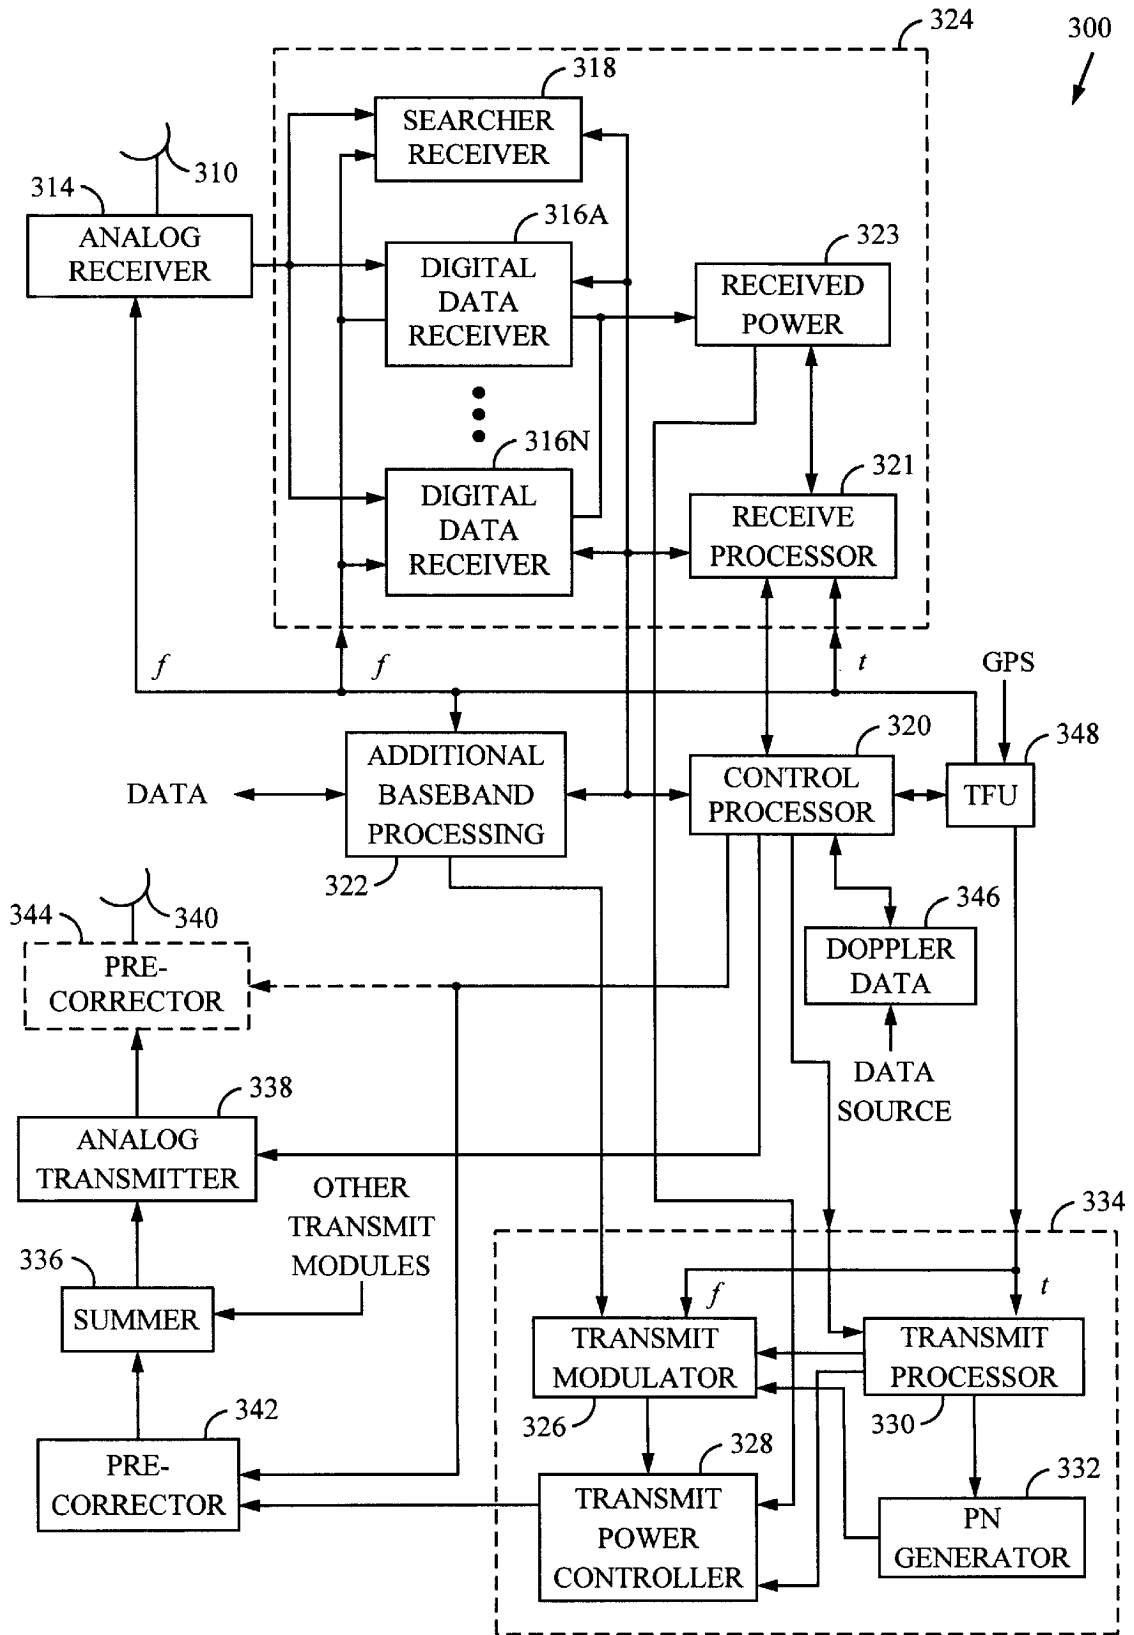 324
300
318
SEARCHER
RECEIVER
310
314
ANALOG
RECEIVER
316A
DIGITAL
DATA
RECEIVER
323
RECEIVED
POWER
316N
DIGITAL
DATA
RECEIVER
321
RECEIVE
PROCESSOR
f
f
t
GPS
320
348
ADDITIONAL
BASEBAND
PROCESSING
CONTROL
PROCESSOR
TFU
DATA
322
344
340
346
PRE-
CORRECTOR
DOPPLER
DATA
DATA
SOURCE
338
ANALOG
TRANSMITTER
OTHER
TRANSMIT
MODULES
334
336
SUMMER
f
t
TRANSMIT
MODULATOR
TRANSMIT
PROCESSOR
326
330
342
328
332
PRE-
CORRECTOR
TRANSMIT
POWER
CONTROLLER
PN
GENERATOR